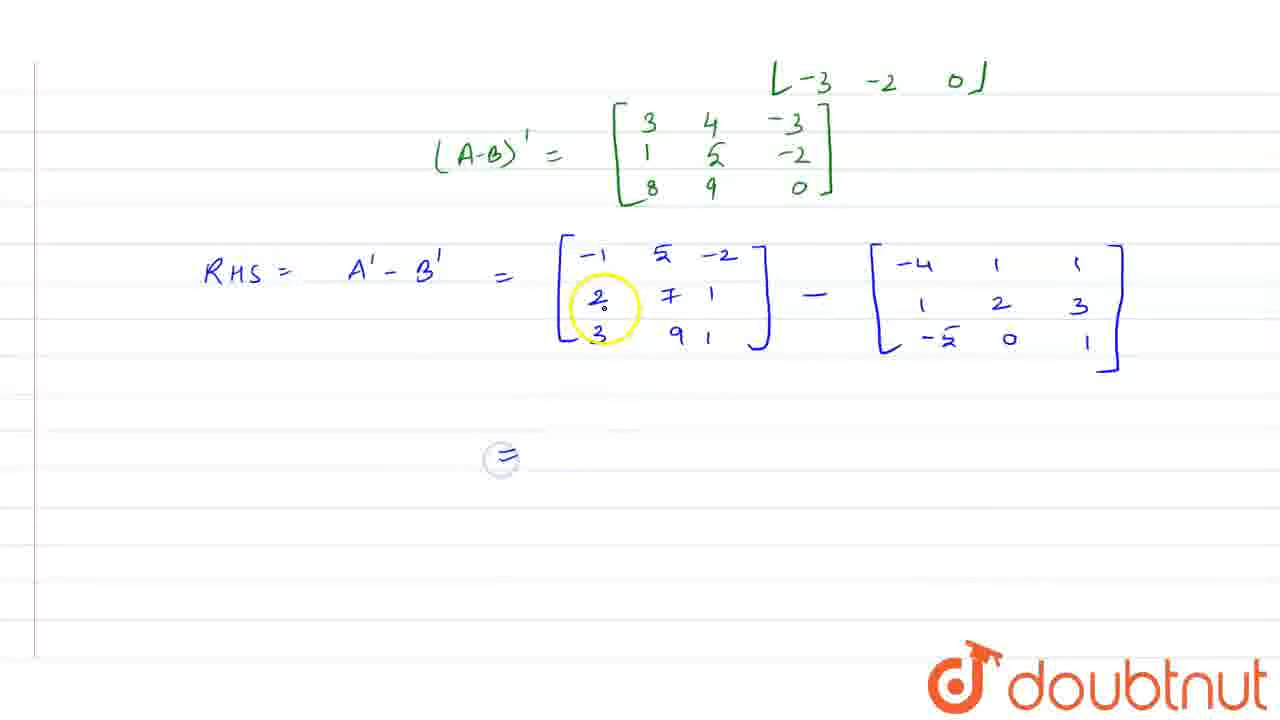 ⌊ -3 -2 0 ⌋
(A-B)' = [ 3 4 -3
1 5 -2
8 9 0 ]
RHS = A' - B' = [ -1 5 -2 ] - [ -4 1 1 ]
2 7 1 1 2 3
3 9 1 -5 0 1
=
doubtnut